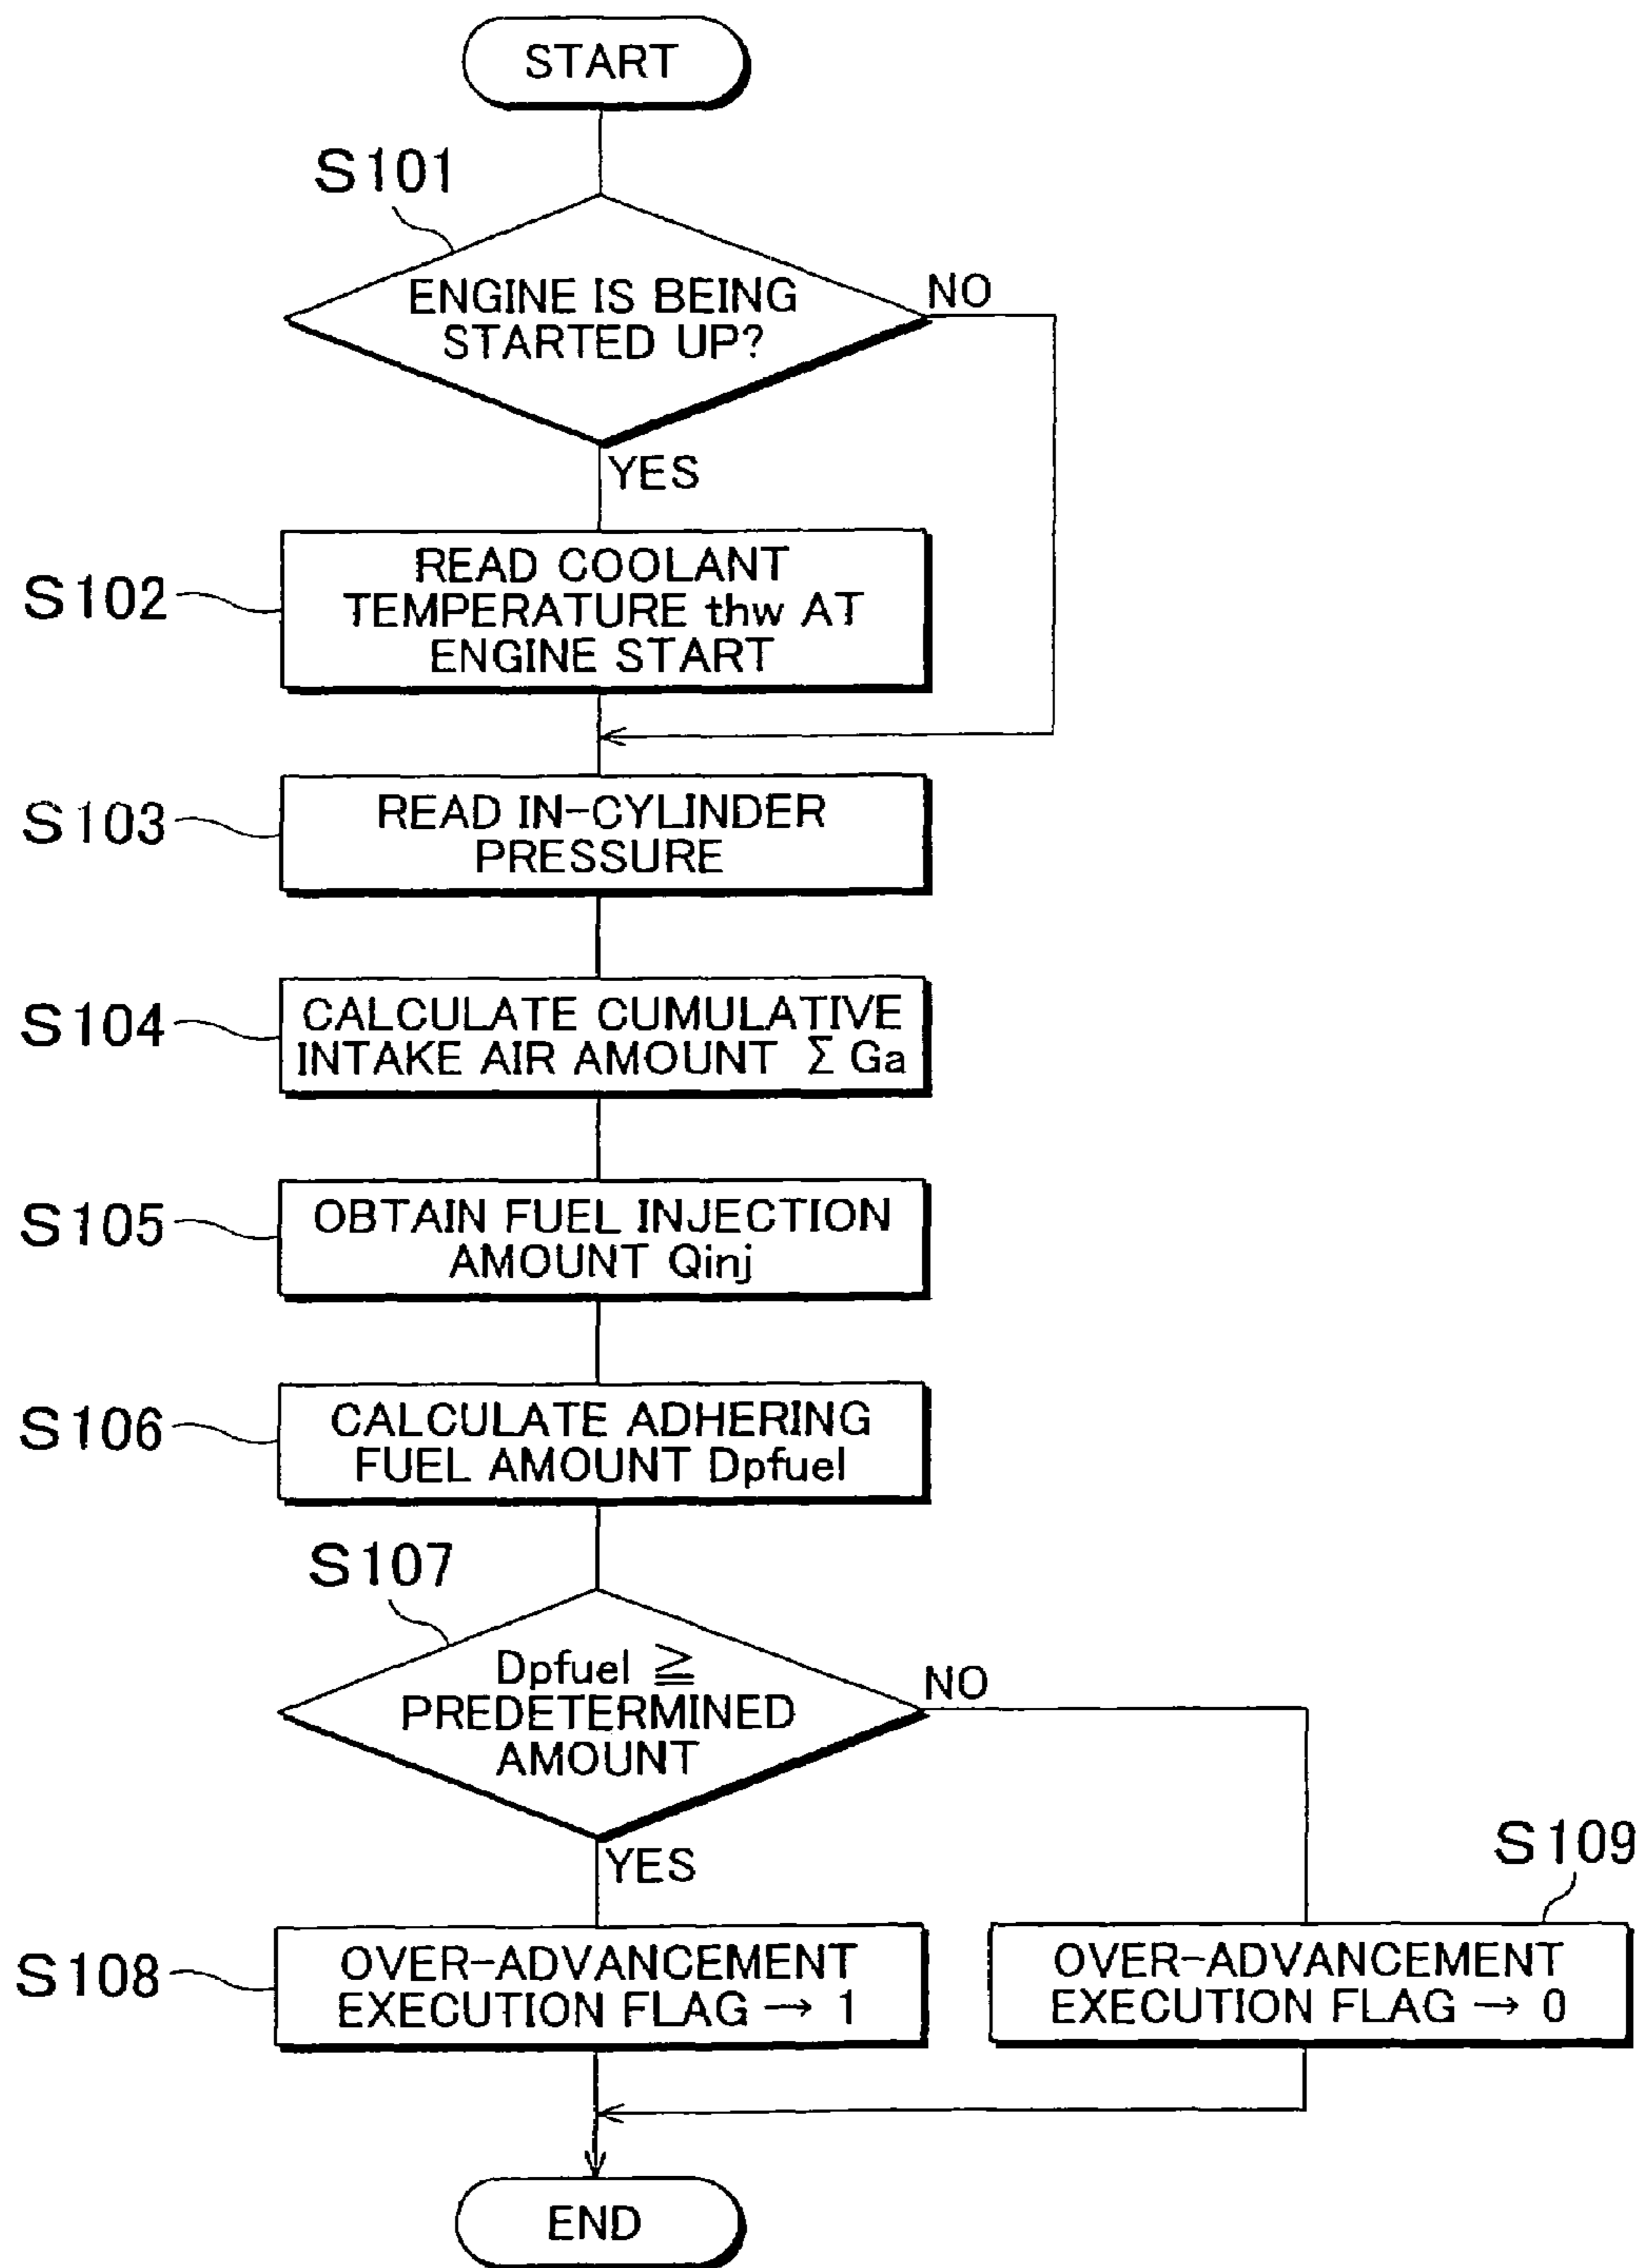 START
S101
ENGINE IS BEING
STARTED UP?
NO
YES
S102
READ COOLANT
TEMPERATURE thw AT
ENGINE START
S103
READ IN-CYLINDER
PRESSURE
S104
CALCULATE CUMULATIVE
INTAKE AIR AMOUNT Σ Ga
S105
OBTAIN FUEL INJECTION
AMOUNT Qinj
S106
CALCULATE ADHERING
FUEL AMOUNT Dpfuel
S107
Dpfuel ≧
PREDETERMINED
AMOUNT
NO
YES
S108
OVER-ADVANCEMENT
EXECUTION FLAG → 1
S109
OVER-ADVANCEMENT
EXECUTION FLAG → 0
END